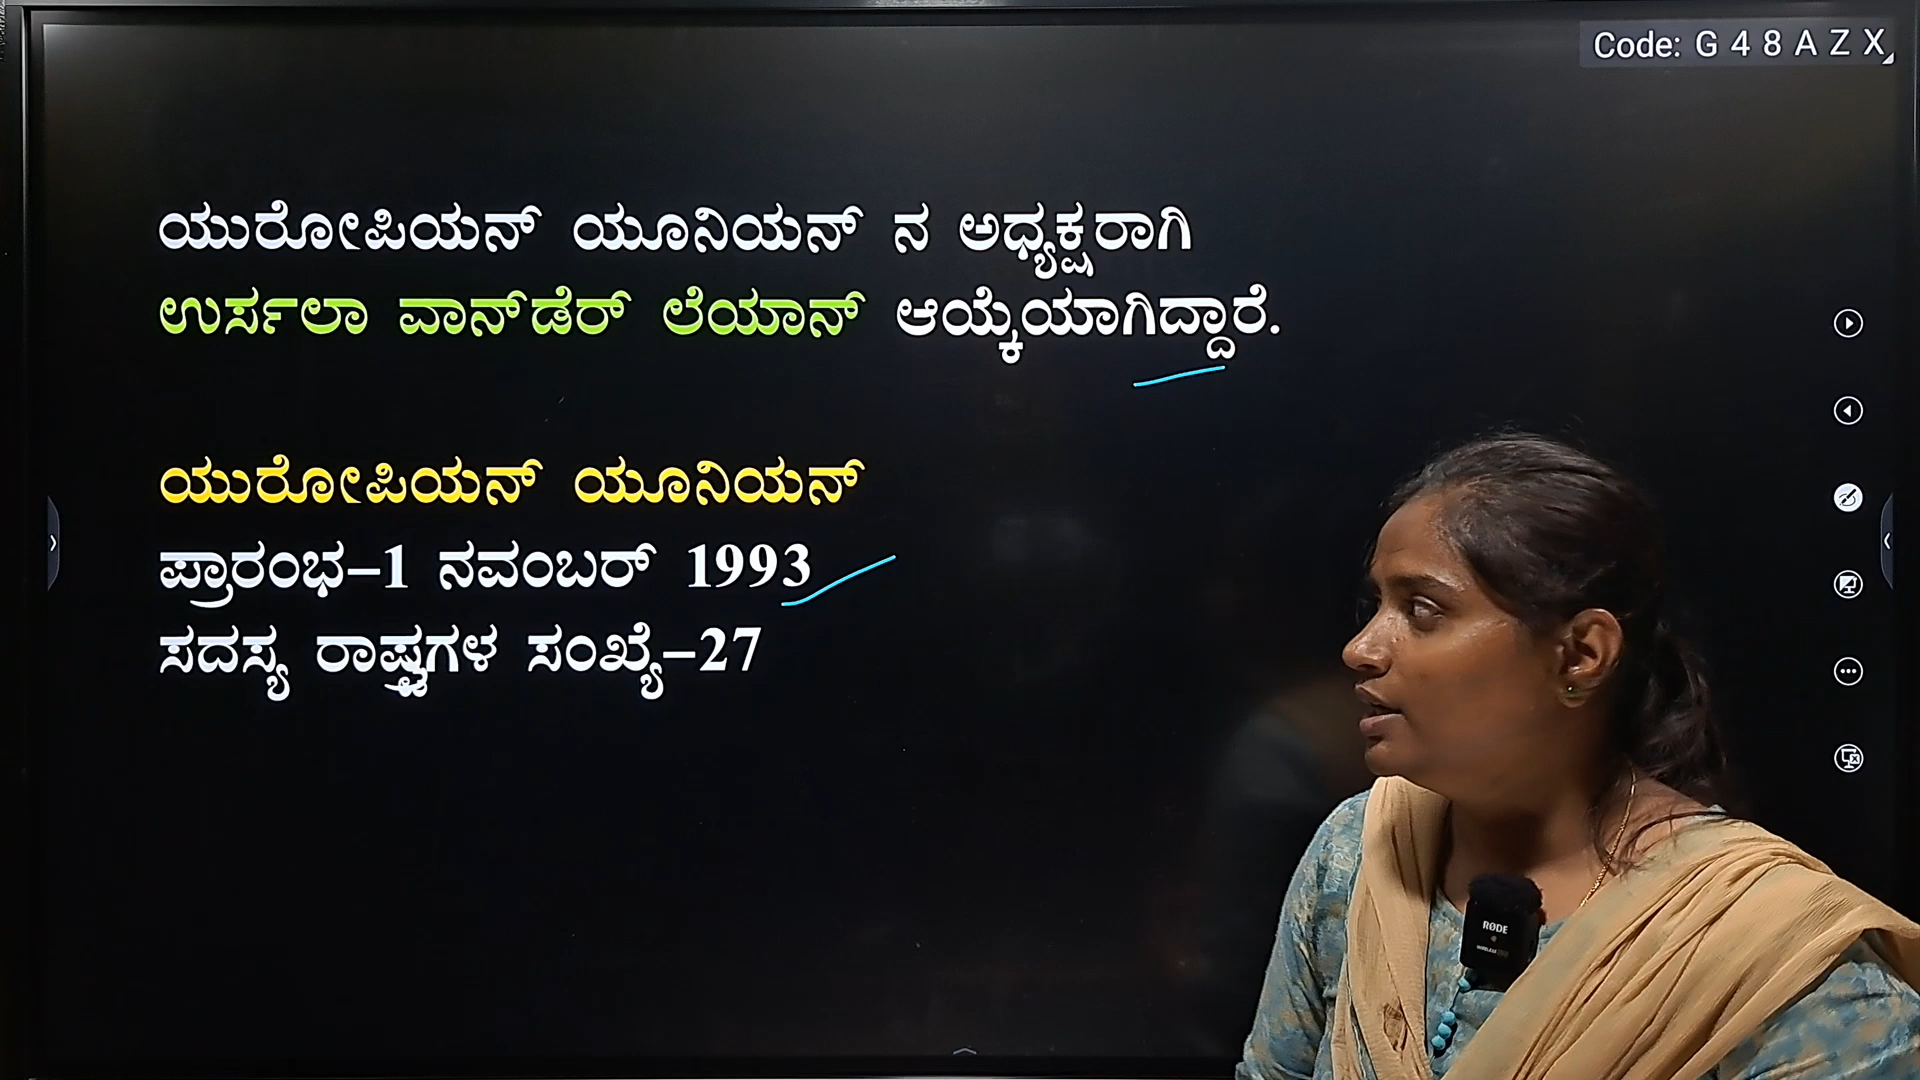 Code: G 4 8 A Z X
ಯುರೋಪಿಯನ್ ಯೂನಿಯನ್ ನ ಅಧ್ಯಕ್ಷರಾಗಿ
ಉರ್ಸಲಾ ವಾನ್‌ಡೆರ್ ಲೆಯಾನ್ ಆಯ್ಕೆಯಾಗಿದ್ದಾರೆ.
ಯುರೋಪಿಯನ್ ಯೂನಿಯನ್
ಪ್ರಾರಂಭ–1 ನವಂಬರ್ 1993
ಸದಸ್ಯ ರಾಷ್ಟ್ರಗಳ ಸಂಖ್ಯೆ–27
RØDE